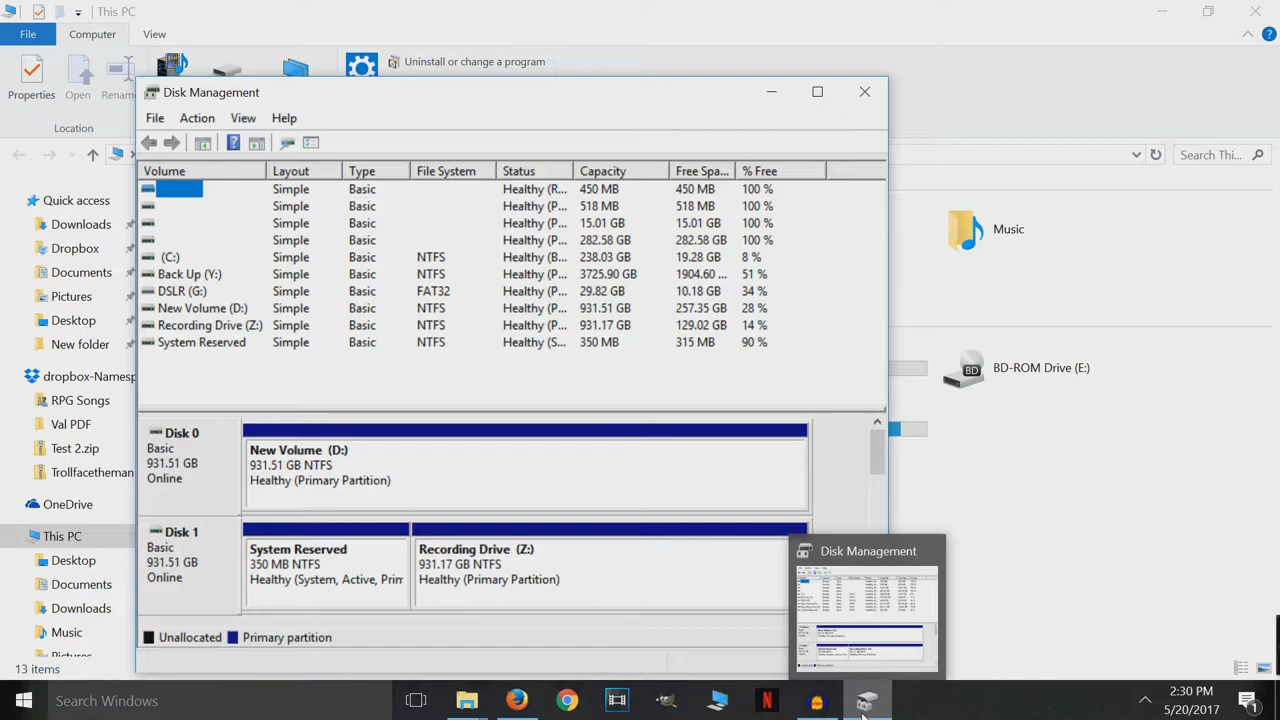 This PC
File Computer View
Properties Open Renam
Uninstall or change a program
Location
Search Thi...
Disk Management
File Action View Help
Volume Layout Type File System Status Capacity Free Spa... % Free
Simple Basic Healthy (R... 450 MB 450 MB 100 %
Simple Basic Healthy (P... 518 MB 518 MB 100 %
Simple Basic Healthy (P... 15.01 GB 15.01 GB 100 %
Simple Basic Healthy (P... 282.58 GB 282.58 GB 100 %
(C:) Simple Basic NTFS Healthy (B... 238.03 GB 19.28 GB 8 %
Back Up (Y:) Simple Basic NTFS Healthy (P... 3725.90 GB 1904.60 ... 51 %
DSLR (G:) Simple Basic FAT32 Healthy (P... 29.82 GB 10.18 GB 34 %
New Volume (D:) Simple Basic NTFS Healthy (P... 931.51 GB 257.35 GB 28 %
Recording Drive (Z:) Simple Basic NTFS Healthy (P... 931.17 GB 129.02 GB 14 %
System Reserved Simple Basic NTFS Healthy (S... 350 MB 315 MB 90 %
Disk 0
Basic
931.51 GB
Online
New Volume (D:)
931.51 GB NTFS
Healthy (Primary Partition)
Disk 1
Basic
931.51 GB
Online
System Reserved
350 MB NTFS
Healthy (System, Active, Prim
Recording Drive (Z:)
931.17 GB NTFS
Healthy (Primary Partition)
Unallocated Primary partition
Quick access
Downloads
Dropbox
Documents
Pictures
Desktop
New folder
dropbox-Namesp
RPG Songs
Val PDF
Test 2.zip
Trollfacetheman
OneDrive
This PC
Desktop
Documents
Downloads
Music
Pictures
13 items
Music
BD
BD-ROM Drive (E:)
Disk Management
Search Windows
N
2:30 PM
5/20/2017
1